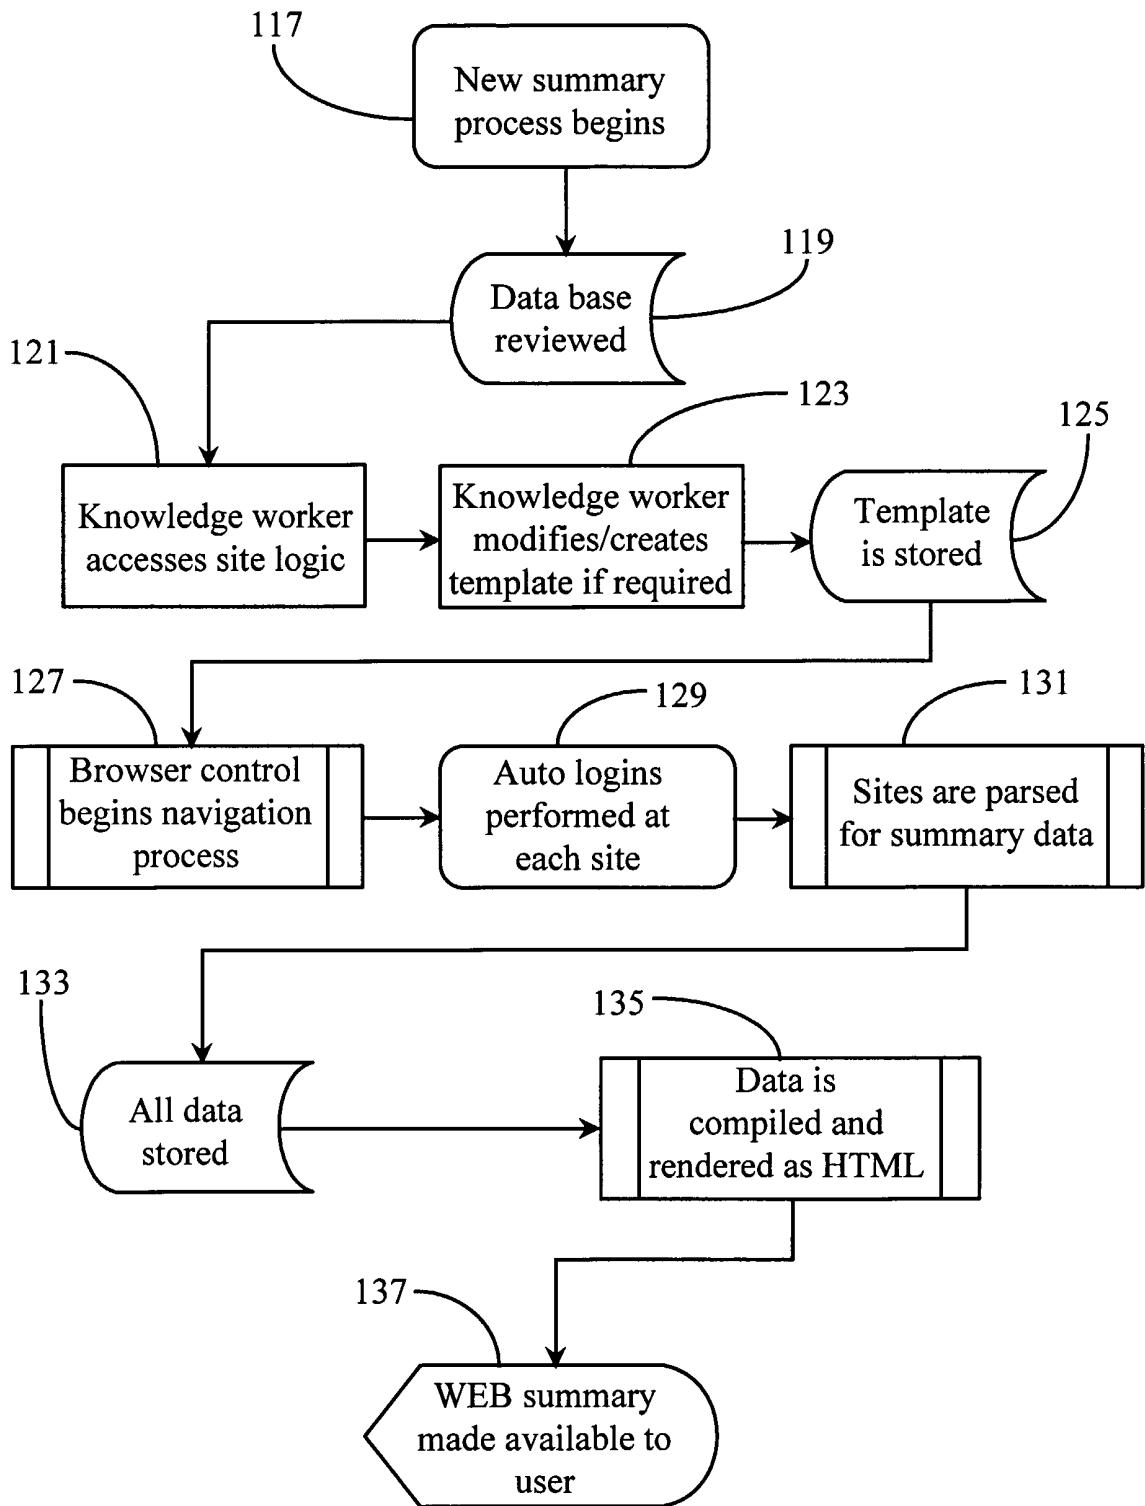 117
New summary
process begins
119
Data base
reviewed
121
Knowledge worker
accesses site logic
123
Knowledge worker
modifies/creates
template if required
125
Template
is stored
127
Browser control
begins navigation
process
129
Auto logins
performed at
each site
131
Sites are parsed
for summary data
133
All data
stored
135
Data is
compiled and
rendered as HTML
137
WEB summary
made available to
user